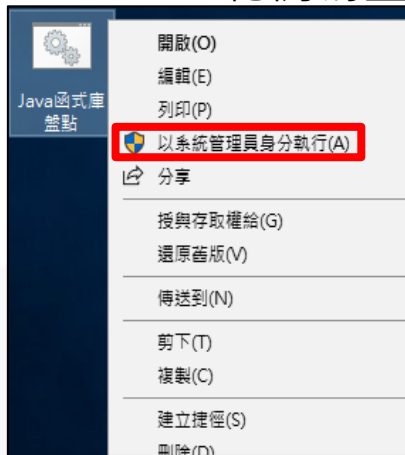 Java函式庫
盤點
開啟(O)
編輯(E)
列印(P)
以系統管理員身分執行(A)
分享
授與存取權給(G)
還原舊版(V)
傳送到(N)
剪下(T)
複製(C)
建立捷徑(S)
刪除(D)